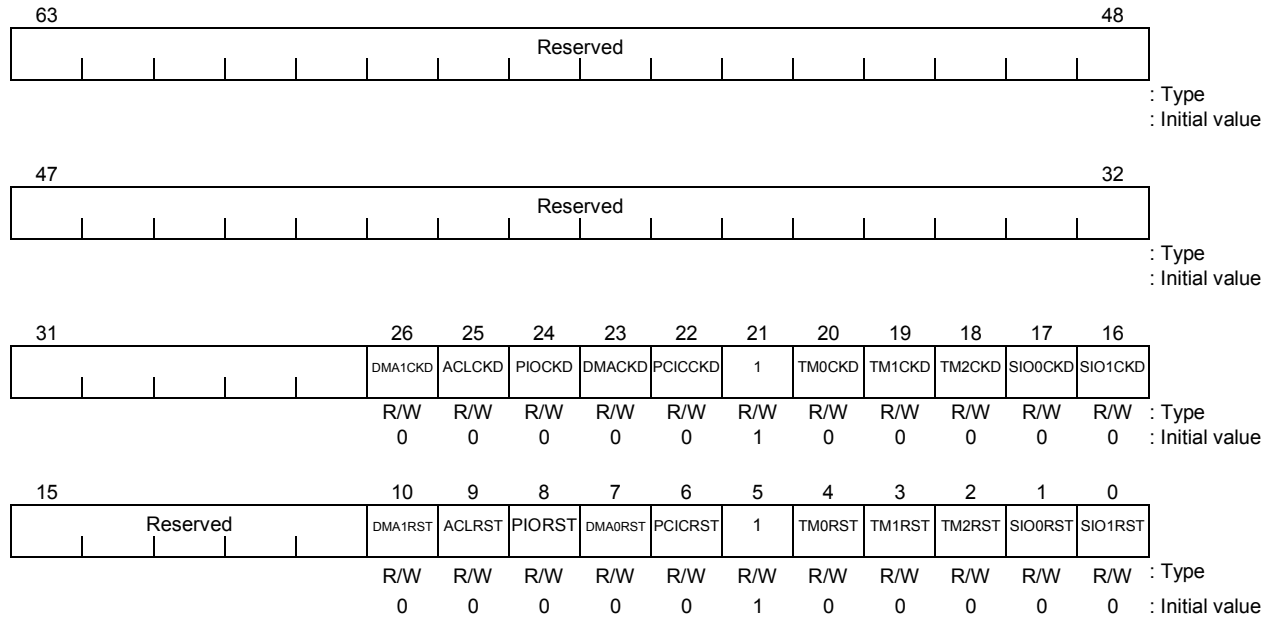 63 48
Reserved
: Type
: Initial value
47 32
Reserved
: Type
: Initial value
31 26 25 24 23 22 21 20 19 18 17 16
DMA1CKD ACLCKD PIOCKD DMACKD PCICCKD 1 TM0CKD TM1CKD TM2CKD SIO0CKD SIO1CKD
R/W R/W R/W R/W R/W R/W R/W R/W R/W R/W R/W : Type
0 0 0 0 0 1 0 0 0 0 0 : Initial value
15 10 9 8 7 6 5 4 3 2 1 0
Reserved DMA1RST ACLRST PIORST DMA0RST PCICRST 1 TM0RST TM1RST TM2RST SIO0RST SIO1RST
R/W R/W R/W R/W R/W R/W R/W R/W R/W R/W R/W : Type
0 0 0 0 0 1 0 0 0 0 0 : Initial value